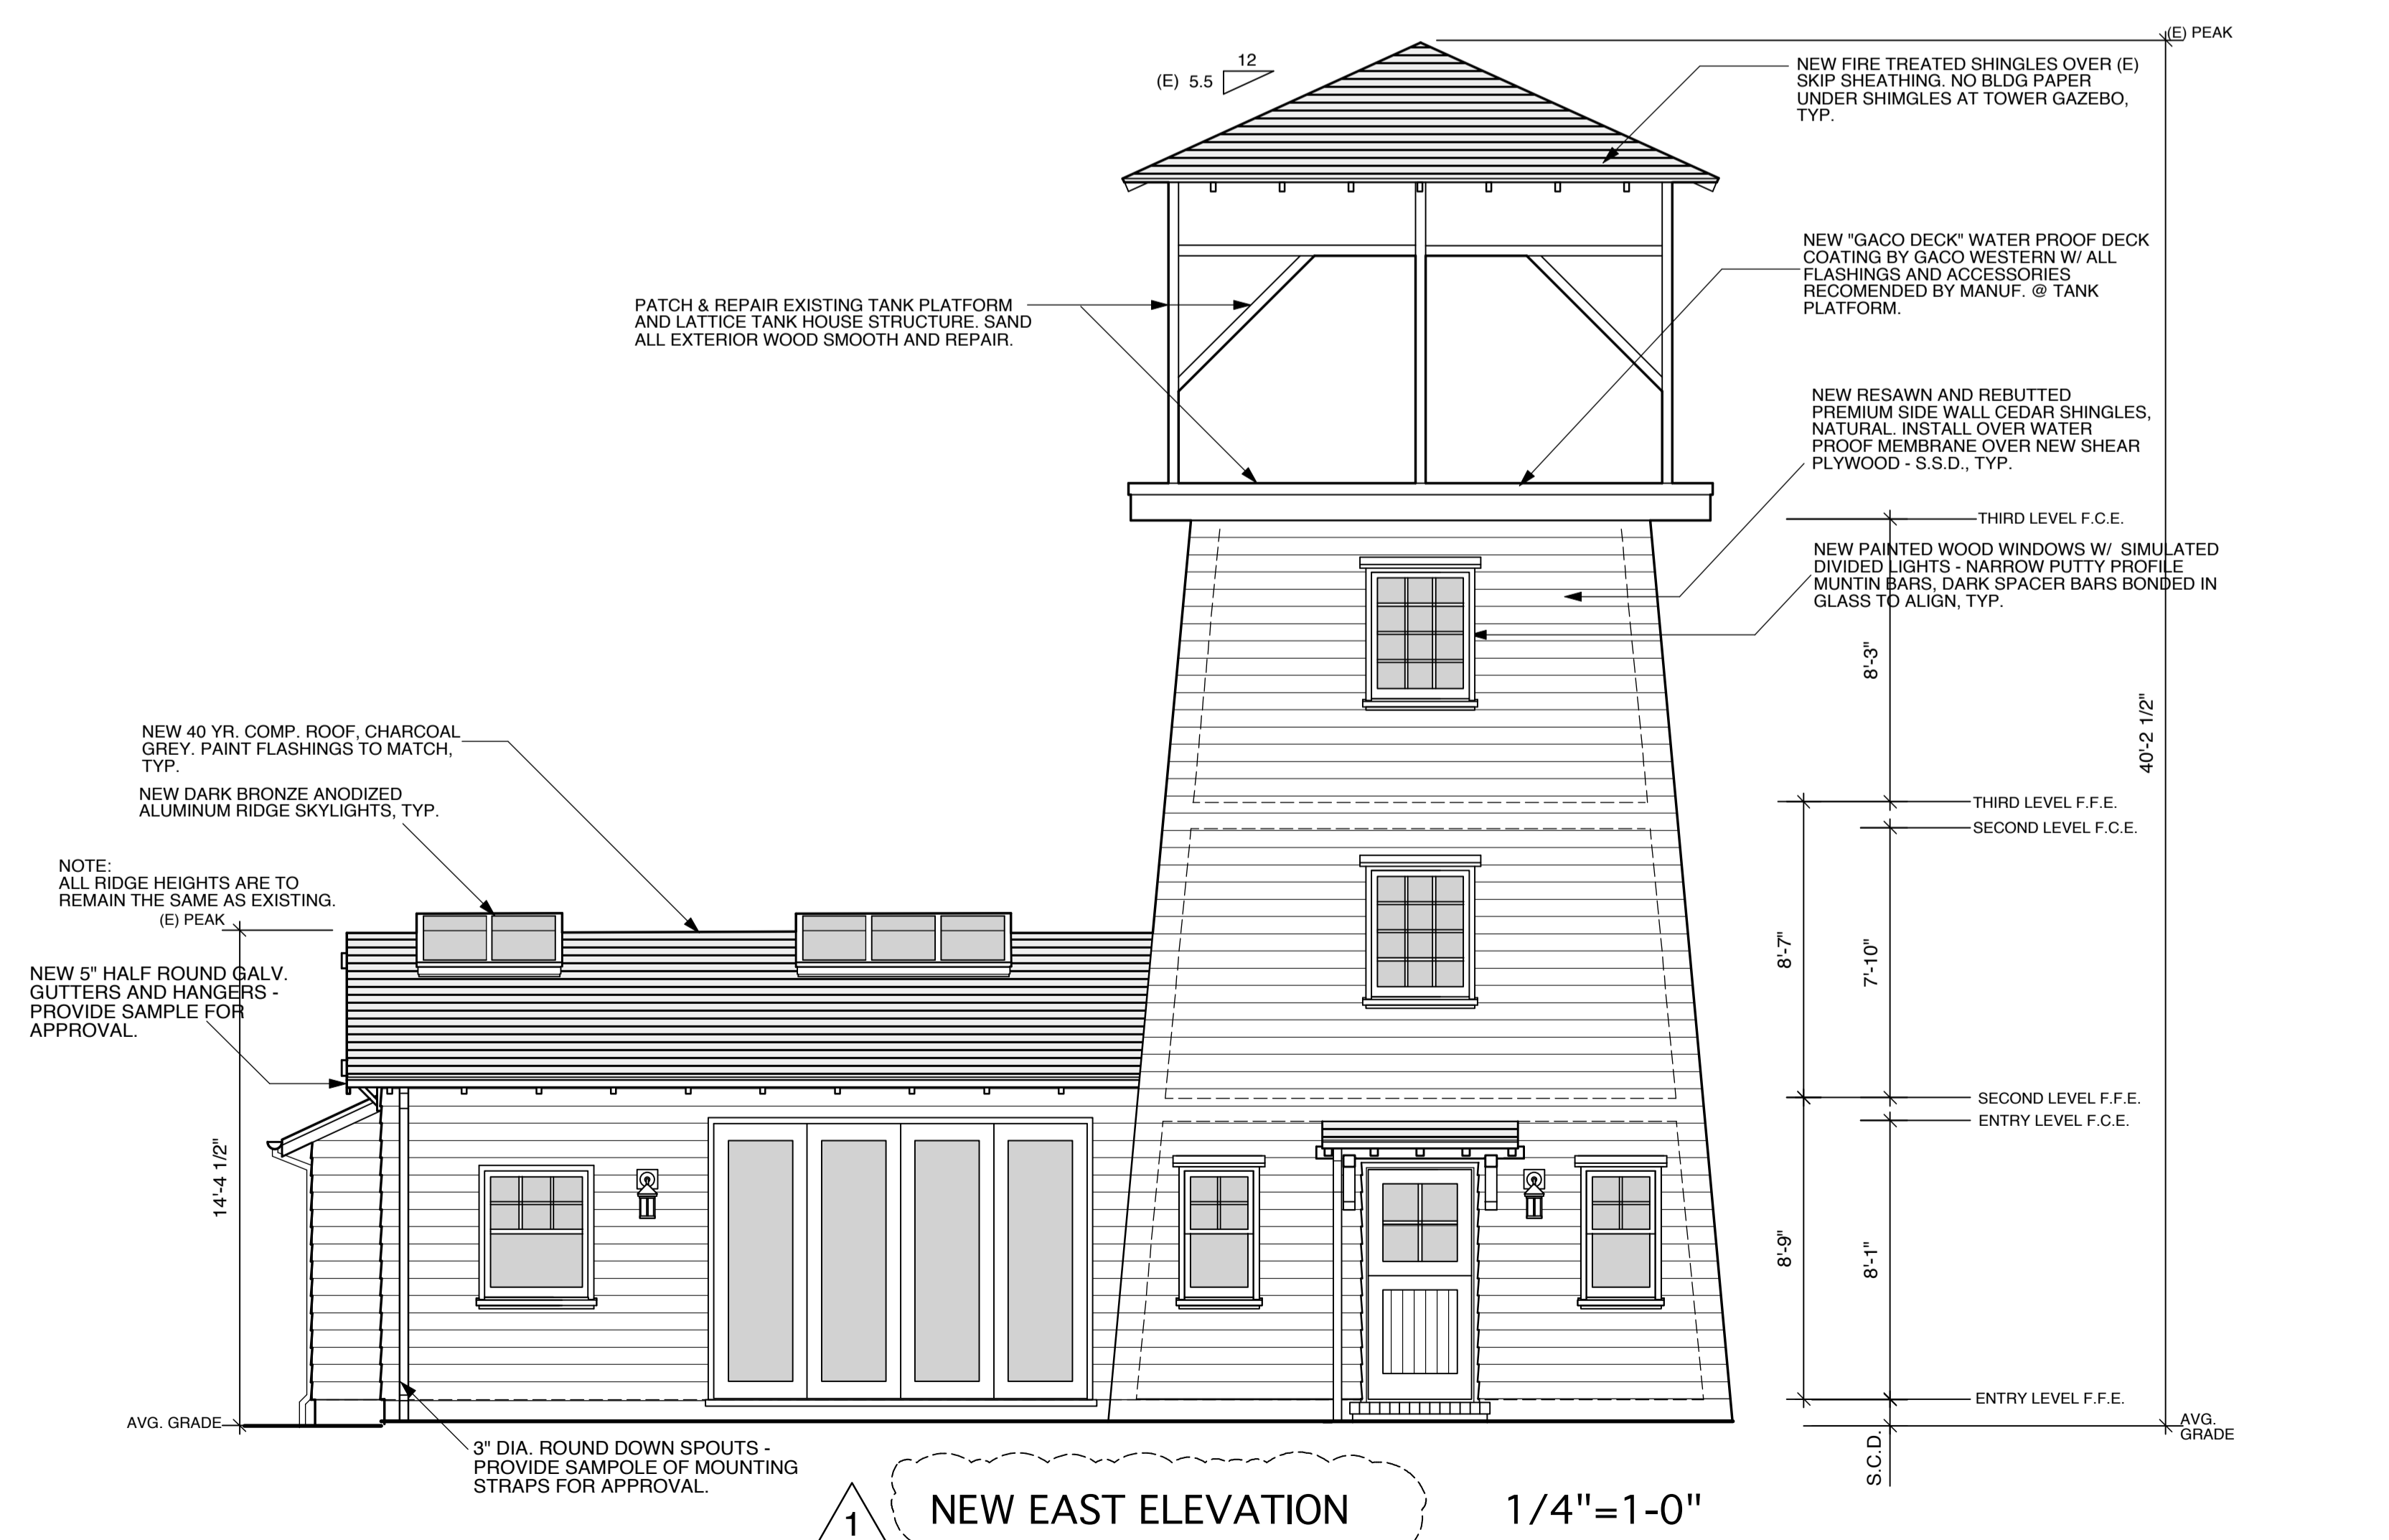 (E) PEAK
12
(E) 5.5
NEW FIRE TREATED SHINGLES OVER (E)
SKIP SHEATHING. NO BLDG PAPER
UNDER SHIMGLES AT TOWER GAZEBO,
TYP.
NEW "GACO DECK" WATER PROOF DECK
COATING BY GACO WESTERN W/ ALL
FLASHINGS AND ACCESSORIES
RECOMENDED BY MANUF. @ TANK
PLATFORM.
PATCH & REPAIR EXISTING TANK PLATFORM
AND LATTICE TANK HOUSE STRUCTURE. SAND
ALL EXTERIOR WOOD SMOOTH AND REPAIR.
NEW RESAWN AND REBUTTED
PREMIUM SIDE WALL CEDAR SHINGLES,
NATURAL. INSTALL OVER WATER
PROOF MEMBRANE OVER NEW SHEAR
PLYWOOD - S.S.D., TYP.
THIRD LEVEL F.C.E.
NEW PAINTED WOOD WINDOWS W/ SIMULATED
DIVIDED LIGHTS - NARROW PUTTY PROFILE
MUNTIN BARS, DARK SPACER BARS BONDED IN
GLASS TO ALIGN, TYP.
8'-3"
40'-2 1/2"
NEW 40 YR. COMP. ROOF, CHARCOAL
GREY. PAINT FLASHINGS TO MATCH,
TYP.
NEW DARK BRONZE ANODIZED
ALUMINUM RIDGE SKYLIGHTS, TYP.
THIRD LEVEL F.F.E.
SECOND LEVEL F.C.E.
NOTE:
ALL RIDGE HEIGHTS ARE TO
REMAIN THE SAME AS EXISTING.
(E) PEAK
8'-7"
7'-10"
NEW 5" HALF ROUND GALV.
GUTTERS AND HANGERS -
PROVIDE SAMPLE FOR
APPROVAL.
SECOND LEVEL F.F.E.
ENTRY LEVEL F.C.E.
14'-4 1/2"
8'-9"
8'-1"
ENTRY LEVEL F.F.E.
AVG. GRADE
AVG.
GRADE
S.C.D.
3" DIA. ROUND DOWN SPOUTS -
PROVIDE SAMPOLE OF MOUNTING
STRAPS FOR APPROVAL.
1
NEW EAST ELEVATION
1/4"=1-0"